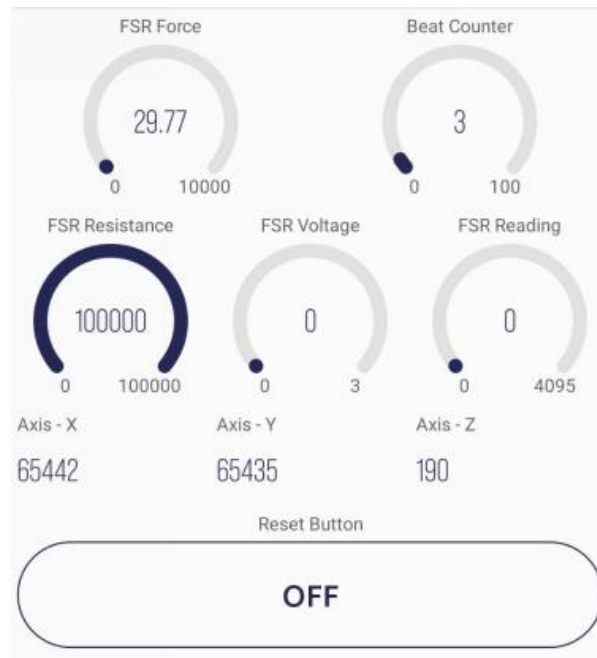 FSR Force Beat Counter
29.77 3
0 10000 0 100
FSR Resistance FSR Voltage FSR Reading
100000 0 0
0 100000 0 3 0 4095
Axis - X Axis - Y Axis - Z
65442 65435 190
Reset Button
OFF